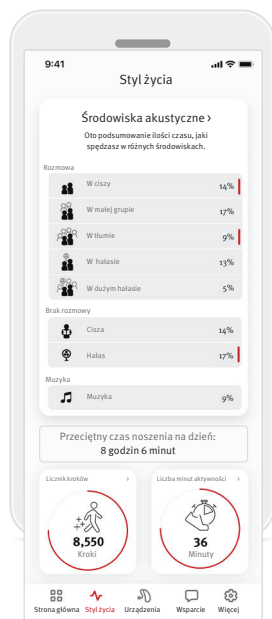 9:41
Styl życia
Środowiska akustyczne ›
Oto podsumowanie ilości czasu, jaki
spędzasz w różnych środowiskach.
Rozmowa
W ciszy 14%
W małej grupie 17%
W tłumie 9%
W hałasie 13%
W dużym hałasie 5%
Brak rozmowy
Cisza 14%
Hałas 17%
Muzyka
Muzyka 9%
Przeciętny czas noszenia na dzień:
8 godzin 6 minut
Licznik kroków › Liczba minut aktywności ›
8,550 36
Kroki Minuty
Strona główna Styl życia Urządzenia Wsparcie Więcej